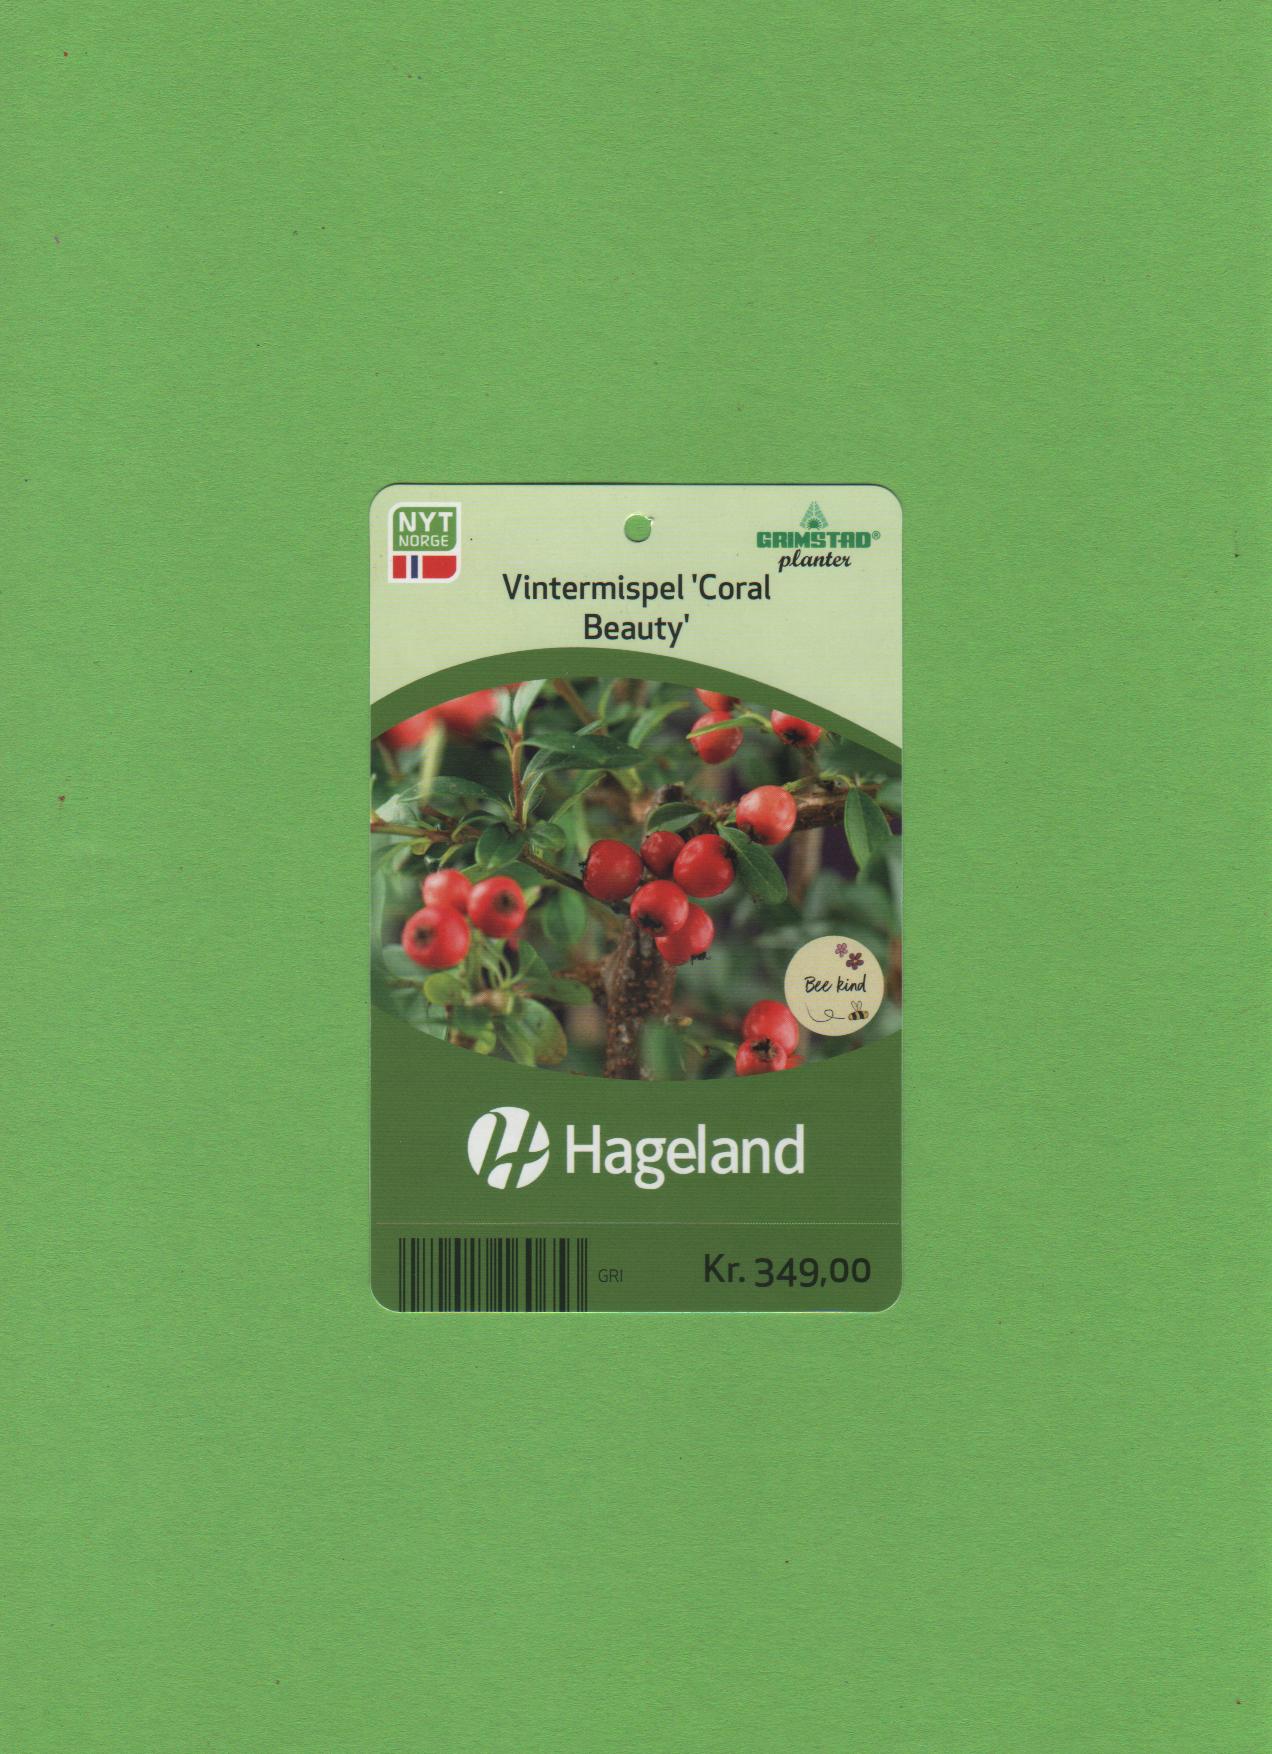 NYT
NORGE
GRIMSTAD®
planter
Vintermispel 'Coral
Beauty'
Bee kind
Hageland
GRI
Kr. 349,00